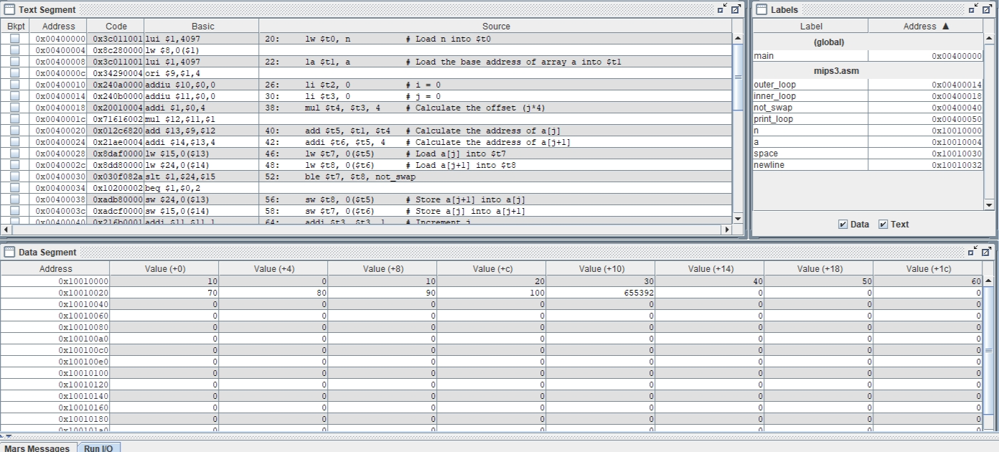 Text Segment
Bkpt Address Code Basic Source
0x00400000 0x3c011001 lui $1,4097 20: lw $t0, n # Load n into $t0
0x00400004 0x8c280000 lw $8,0($1)
0x00400008 0x3c011001 lui $1,4097 22: la $t1, a # Load the base address of array a into $t1
0x0040000c 0x34290004 ori $9,$1,4
0x00400010 0x240a0000 addiu $10,$0,0 26: li $t2, 0 # i = 0
0x00400014 0x240b0000 addiu $11,$0,0 30: li $t3, 0 # j = 0
0x00400018 0x20010004 addi $1,$0,4 38: mul $t4, $t3, 4 # Calculate the offset (j*4)
0x0040001c 0x71616002 mul $12,$11,$1
0x00400020 0x012c6820 add $13,$9,$12 40: add $t5, $t1, $t4 # Calculate the address of a[j]
0x00400024 0x21ae0004 addi $14,$13,4 42: addi $t6, $t5, 4 # Calculate the address of a[j+1]
0x00400028 0x8daf0000 lw $15,0($13) 46: lw $t7, 0($t5) # Load a[j] into $t7
0x0040002c 0x8dd80000 lw $24,0($14) 48: lw $t8, 0($t6) # Load a[j+1] into $t8
0x00400030 0x030f082a slt $1,$24,$15 52: ble $t7, $t8, not_swap
0x00400034 0x10200002 beq $1,$0,2
0x00400038 0xadb80000 sw $24,0($13) 56: sw $t8, 0($t5) # Store a[j+1] into a[j]
0x0040003c 0xadcf0000 sw $15,0($14) 58: sw $t7, 0($t6) # Store a[j] into a[j+1]
0x00400040 0x216b0001 addi $11,$11,1 64: addi $t3, $t3, 1 # Increment j
Labels
Label Address ▲
(global)
main 0x00400000
mips3.asm
outer_loop 0x00400014
inner_loop 0x00400018
not_swap 0x00400040
print_loop 0x00400050
n 0x10010000
a 0x10010004
space 0x10010030
newline 0x10010032
Data Text
Data Segment
Address Value (+0) Value (+4) Value (+8) Value (+c) Value (+10) Value (+14) Value (+18) Value (+1c)
0x10010000 10 0 10 20 30 40 50 60
0x10010020 70 80 90 100 655392 0 0 0
0x10010040 0 0 0 0 0 0 0 0
0x10010060 0 0 0 0 0 0 0 0
0x10010080 0 0 0 0 0 0 0 0
0x100100a0 0 0 0 0 0 0 0 0
0x100100c0 0 0 0 0 0 0 0 0
0x100100e0 0 0 0 0 0 0 0 0
0x10010100 0 0 0 0 0 0 0 0
0x10010120 0 0 0 0 0 0 0 0
0x10010140 0 0 0 0 0 0 0 0
0x10010160 0 0 0 0 0 0 0 0
0x10010180 0 0 0 0 0 0 0 0
0x100101a0 0 0 0 0 0 0 0 0
Mars Messages Run I/O